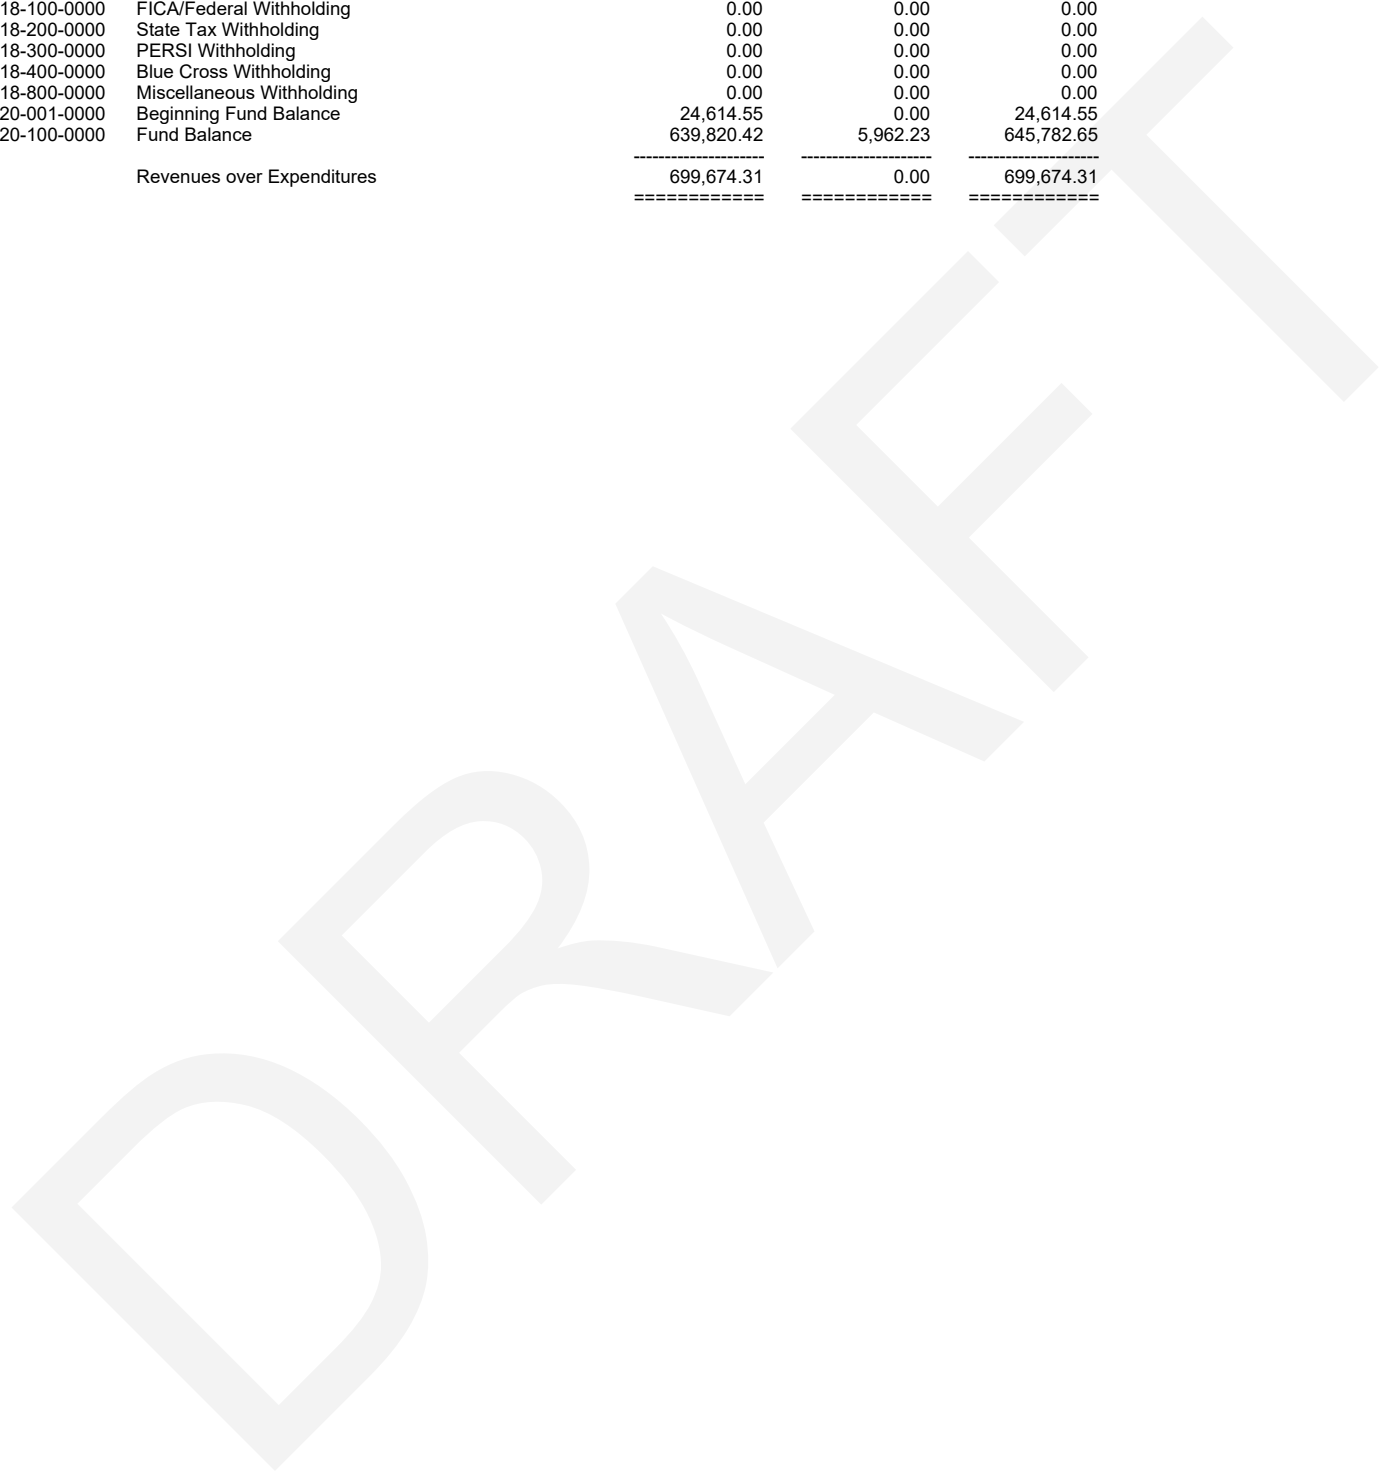 18-100-0000 FICA/Federal Withholding 0.00 0.00 0.00
18-200-0000 State Tax Withholding 0.00 0.00 0.00
18-300-0000 PERSI Withholding 0.00 0.00 0.00
18-400-0000 Blue Cross Withholding 0.00 0.00 0.00
18-800-0000 Miscellaneous Withholding 0.00 0.00 0.00
20-001-0000 Beginning Fund Balance 24,614.55 0.00 24,614.55
20-100-0000 Fund Balance 639,820.42 5,962.23 645,782.65
--------------------- --------------------- ---------------------
Revenues over Expenditures 699,674.31 0.00 699,674.31
============ ============ ============
DRAFT